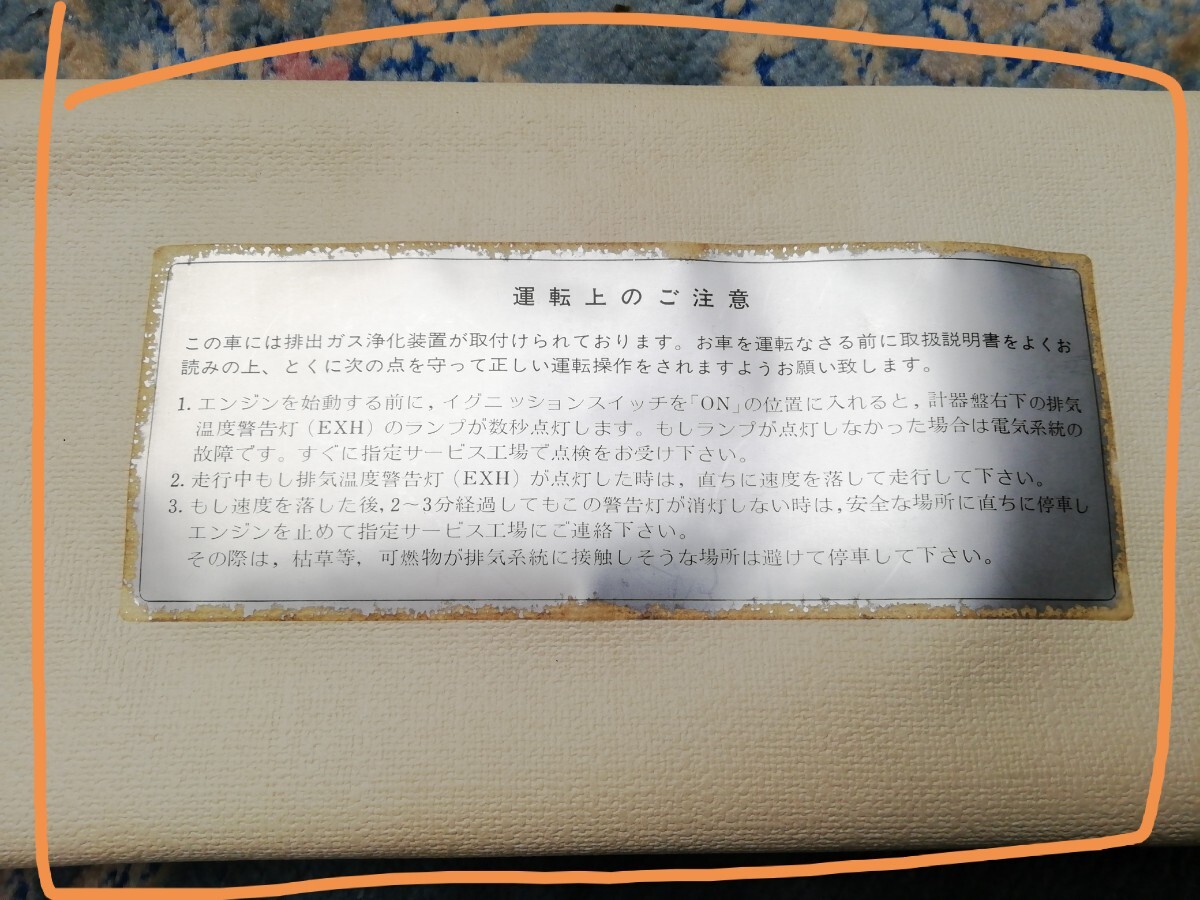 運転上のご注意
この車には排出ガス浄化装置が取付けられております。お車を運転なさる前に取扱説明書をよくお
読みの上、とくに次の点を守って正しい運転操作をされますようお願い致します。
1. エンジンを始動する前に，イグニッションスイッチを「ON」の位置に入れると，計器盤右下の排気
温度警告灯（EXH）のランプが数秒点灯します。もしランプが点灯しなかった場合は電気系統の
故障です。すぐに指定サービス工場で点検をお受け下さい。
2. 走行中もし排気温度警告灯（EXH）が点灯した時は，直ちに速度を落して走行して下さい。
3. もし速度を落した後，2～3分経過してもこの警告灯が消灯しない時は，安全な場所に直ちに停車し
エンジンを止めて指定サービス工場にご連絡下さい。
その際は，枯草等，可燃物が排気系統に接触しそうな場所は避けて停車して下さい。